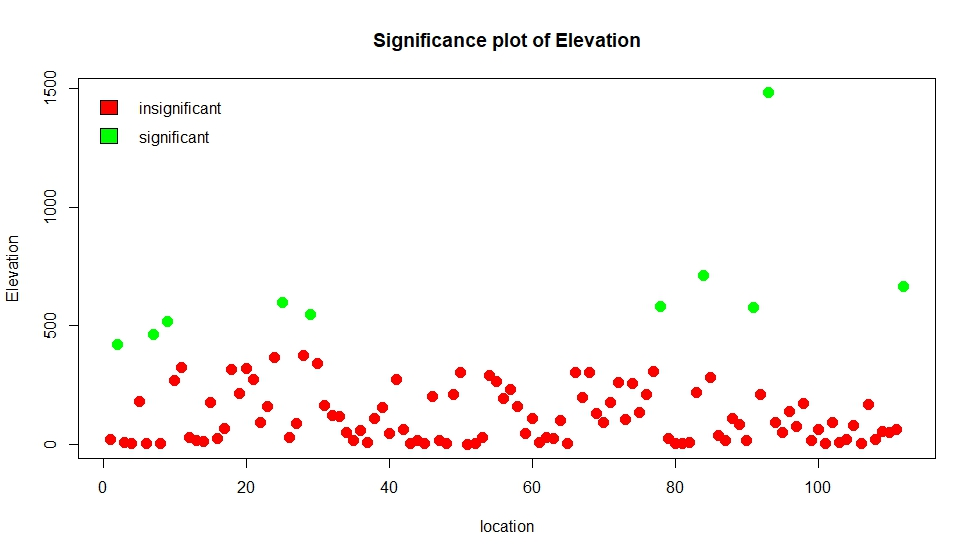 Significance plot of Elevation
1500
1000
500
0
Elevation
insignificant
significant
0 20 40 60 80 100
location